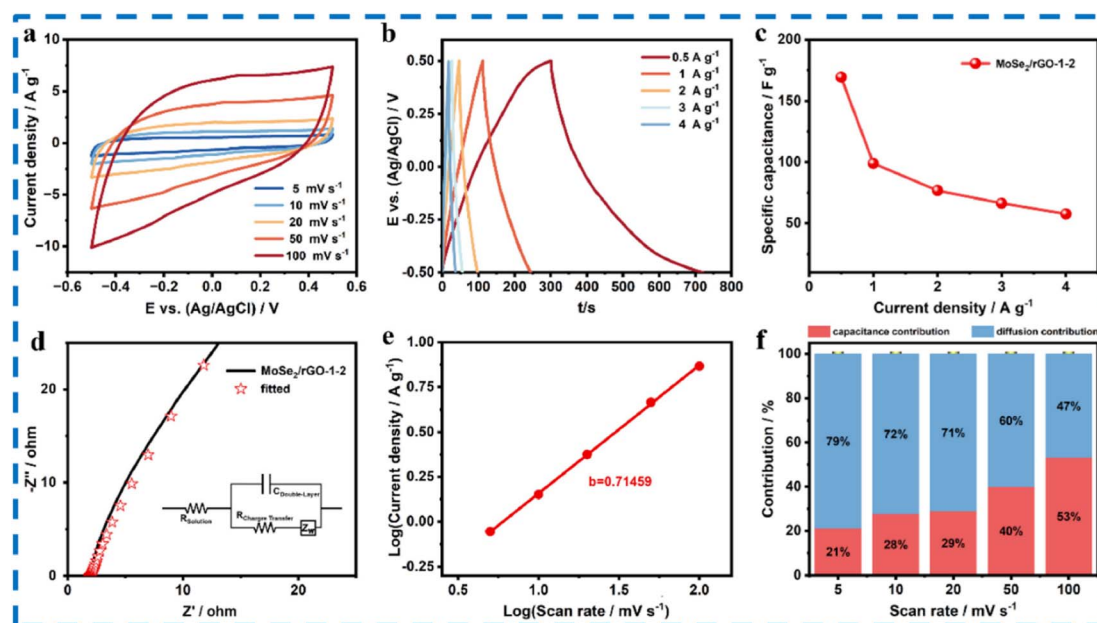 a
Current density / A g⁻¹
10
5
0
−5
−10
−0.6 −0.4 −0.2 0.0 0.2 0.4 0.6
E vs. (Ag/AgCl) / V
5 mV s⁻¹
10 mV s⁻¹
20 mV s⁻¹
50 mV s⁻¹
100 mV s⁻¹
b
E vs. (Ag/AgCl) / V
0.50
0.25
0.00
-0.25
-0.50
0 100 200 300 400 500 600 700 800
t/s
0.5 A g⁻¹
1 A g⁻¹
2 A g⁻¹
3 A g⁻¹
4 A g⁻¹
c
Specific capacitance / F g⁻¹
200
150
100
50
0 1 2 3 4
Current density / A g⁻¹
MoSe₂/rGO-1-2
d
-Z'' / ohm
20
10
0
0 10 20
Z' / ohm
MoSe₂/rGO-1-2
fitted
C Double-Layer
R Solution
R Charges Transfer
Z W
e
Log(Current density / A g⁻¹)
1.00
0.75
0.50
0.25
0.00
-0.25
0.5 1.0 1.5 2.0
Log(Scan rate / mV s⁻¹)
b=0.71459
f
capacitance contribution
diffusion contribution
Contribution / %
100
80
60
40
20
0
79% 72% 71% 60% 47%
21% 28% 29% 40% 53%
5 10 20 50 100
Scan rate / mV s⁻¹